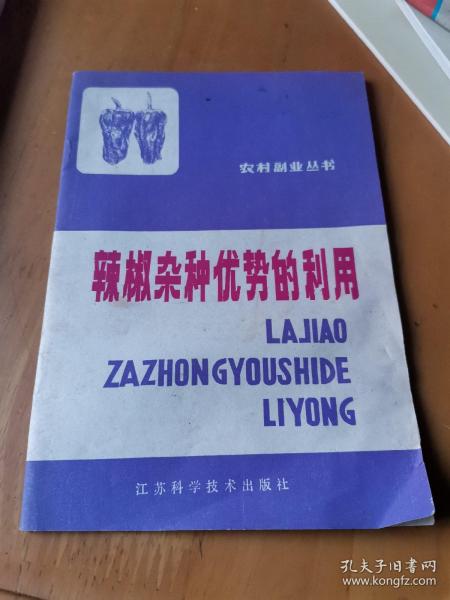 农村副业丛书
辣椒杂种优势的利用
LAJIAO
ZAZHONGYOUSHIDE
LIYONG
江苏科学技术出版社
孔夫子旧书网
www.kongfz.com